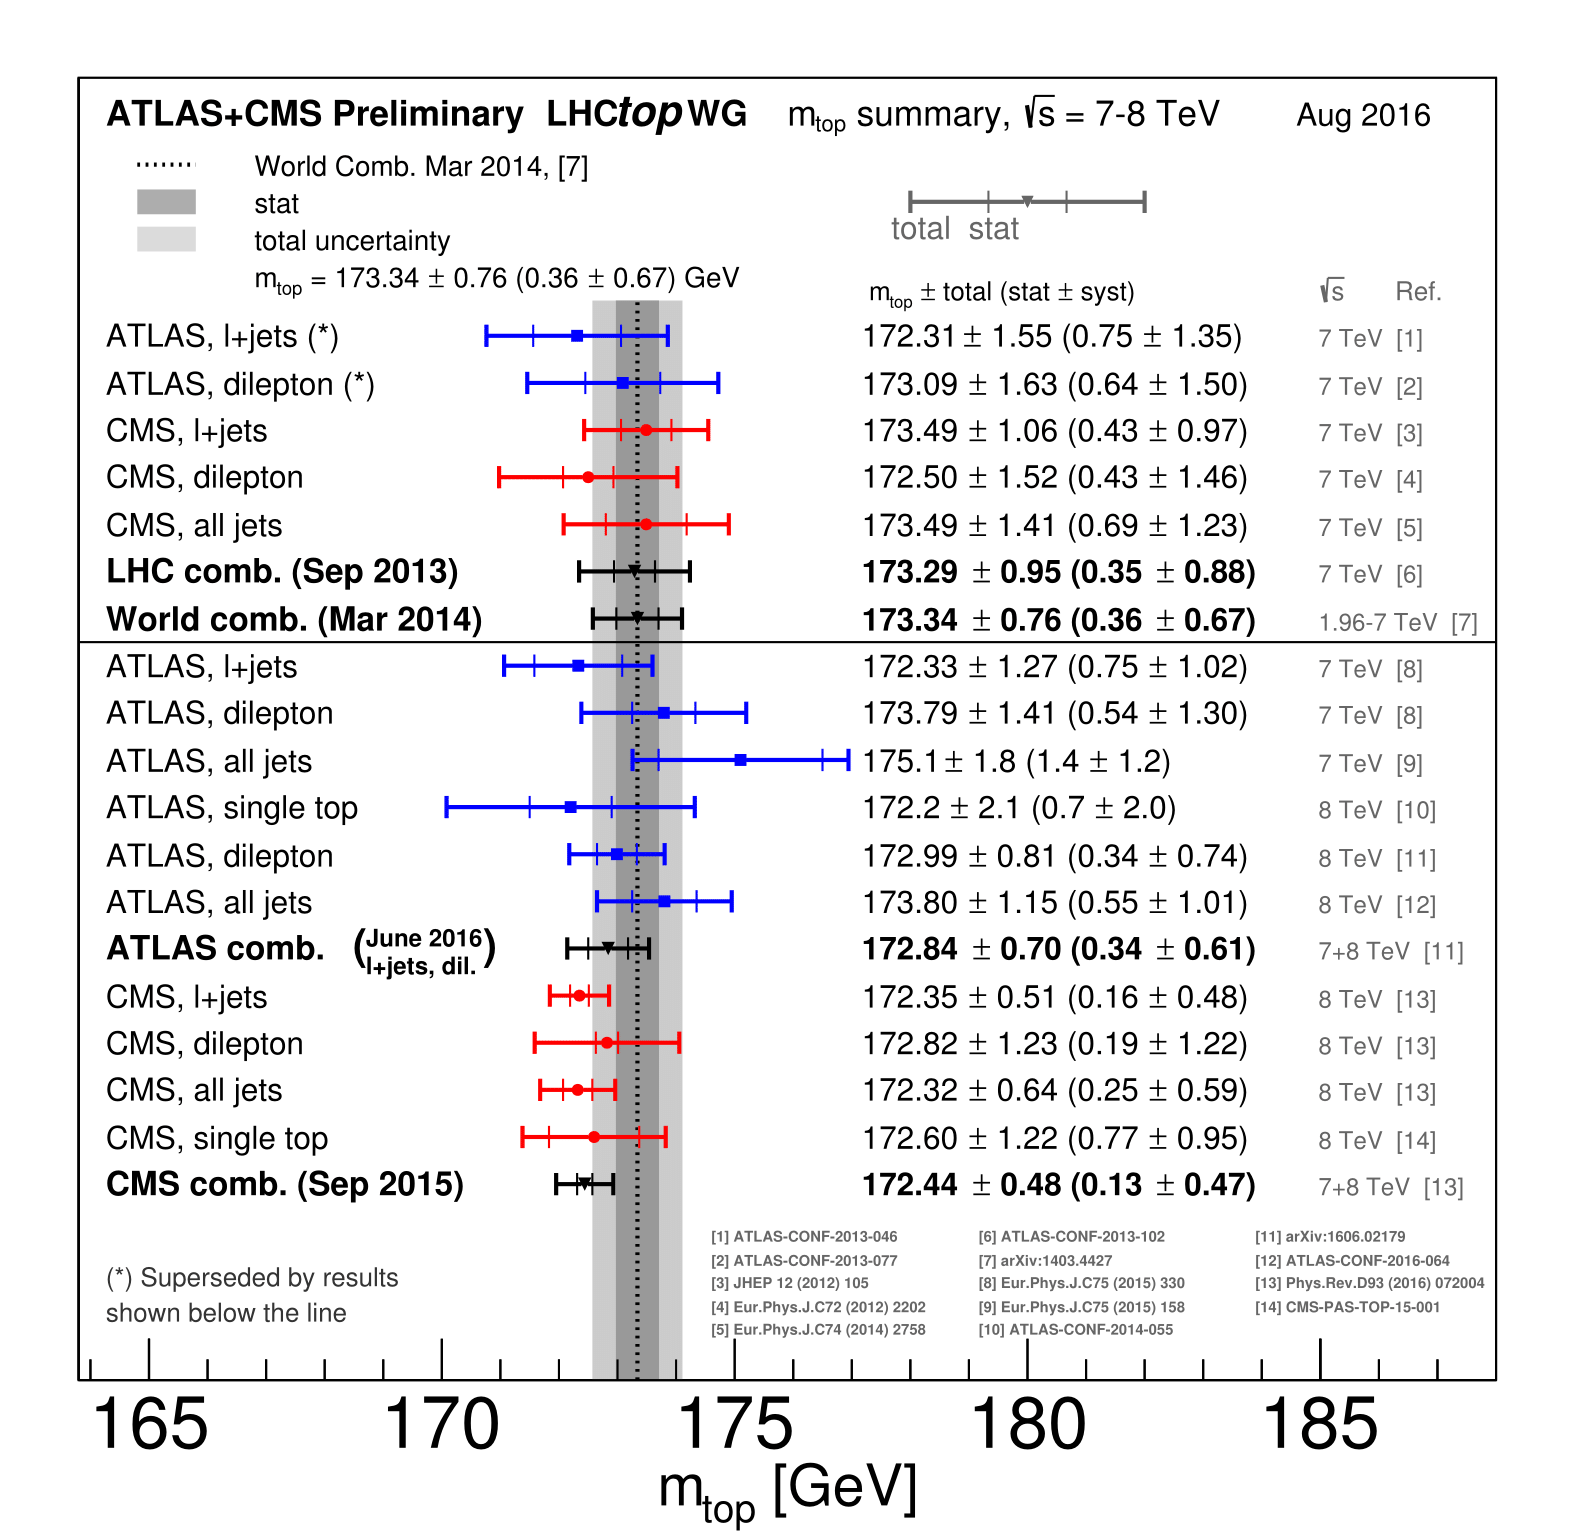 ATLAS+CMS Preliminary LHCtopWG m_top summary, √s = 7-8 TeV Aug 2016
World Comb. Mar 2014, [7]
stat
total uncertainty
total stat
m_top = 173.34 ± 0.76 (0.36 ± 0.67) GeV
m_top ± total (stat ± syst) √s Ref.
ATLAS, l+jets (*) 172.31 ± 1.55 (0.75 ± 1.35) 7 TeV [1]
ATLAS, dilepton (*) 173.09 ± 1.63 (0.64 ± 1.50) 7 TeV [2]
CMS, l+jets 173.49 ± 1.06 (0.43 ± 0.97) 7 TeV [3]
CMS, dilepton 172.50 ± 1.52 (0.43 ± 1.46) 7 TeV [4]
CMS, all jets 173.49 ± 1.41 (0.69 ± 1.23) 7 TeV [5]
LHC comb. (Sep 2013) 173.29 ± 0.95 (0.35 ± 0.88) 7 TeV [6]
World comb. (Mar 2014) 173.34 ± 0.76 (0.36 ± 0.67) 1.96-7 TeV [7]
ATLAS, l+jets 172.33 ± 1.27 (0.75 ± 1.02) 7 TeV [8]
ATLAS, dilepton 173.79 ± 1.41 (0.54 ± 1.30) 7 TeV [8]
ATLAS, all jets 175.1 ± 1.8 (1.4 ± 1.2) 7 TeV [9]
ATLAS, single top 172.2 ± 2.1 (0.7 ± 2.0) 8 TeV [10]
ATLAS, dilepton 172.99 ± 0.81 (0.34 ± 0.74) 8 TeV [11]
ATLAS, all jets 173.80 ± 1.15 (0.55 ± 1.01) 8 TeV [12]
ATLAS comb. (June 2016 l+jets, dil.) 172.84 ± 0.70 (0.34 ± 0.61) 7+8 TeV [11]
CMS, l+jets 172.35 ± 0.51 (0.16 ± 0.48) 8 TeV [13]
CMS, dilepton 172.82 ± 1.23 (0.19 ± 1.22) 8 TeV [13]
CMS, all jets 172.32 ± 0.64 (0.25 ± 0.59) 8 TeV [13]
CMS, single top 172.60 ± 1.22 (0.77 ± 0.95) 8 TeV [14]
CMS comb. (Sep 2015) 172.44 ± 0.48 (0.13 ± 0.47) 7+8 TeV [13]
(*) Superseded by results
shown below the line
[1] ATLAS-CONF-2013-046
[2] ATLAS-CONF-2013-077
[3] JHEP 12 (2012) 105
[4] Eur.Phys.J.C72 (2012) 2202
[5] Eur.Phys.J.C74 (2014) 2758
[6] ATLAS-CONF-2013-102
[7] arXiv:1403.4427
[8] Eur.Phys.J.C75 (2015) 330
[9] Eur.Phys.J.C75 (2015) 158
[10] ATLAS-CONF-2014-055
[11] arXiv:1606.02179
[12] ATLAS-CONF-2016-064
[13] Phys.Rev.D93 (2016) 072004
[14] CMS-PAS-TOP-15-001
165 170 175 180 185
m_top [GeV]